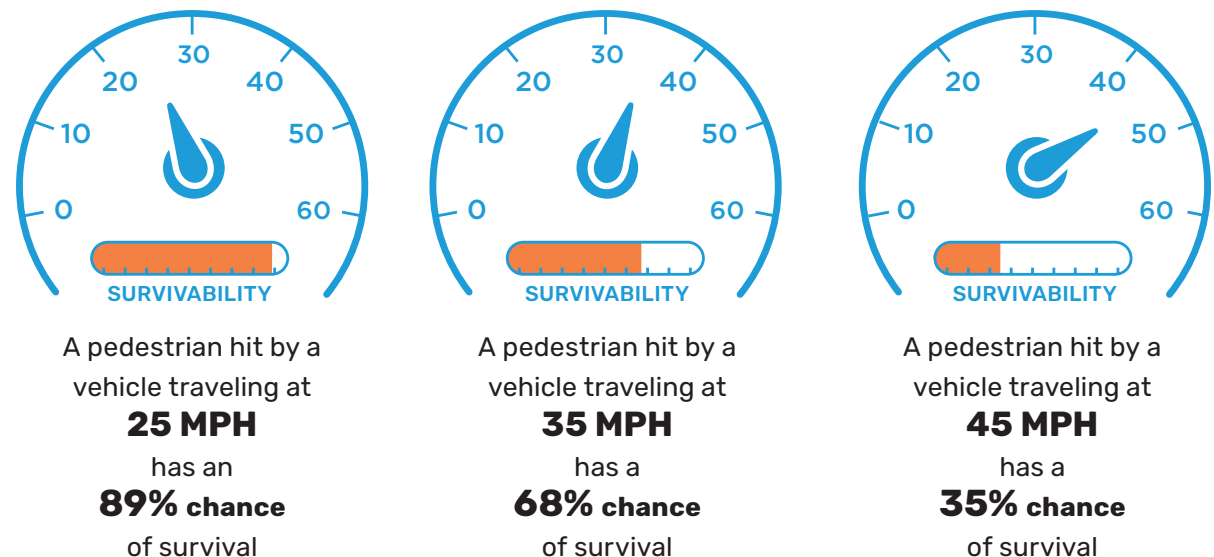 30
20
40
10
50
0
60
SURVIVABILITY
A pedestrian hit by a
vehicle traveling at
25 MPH
has an
89% chance
of survival
30
20
40
10
50
0
60
SURVIVABILITY
A pedestrian hit by a
vehicle traveling at
35 MPH
has a
68% chance
of survival
30
20
40
10
50
0
60
SURVIVABILITY
A pedestrian hit by a
vehicle traveling at
45 MPH
has a
35% chance
of survival